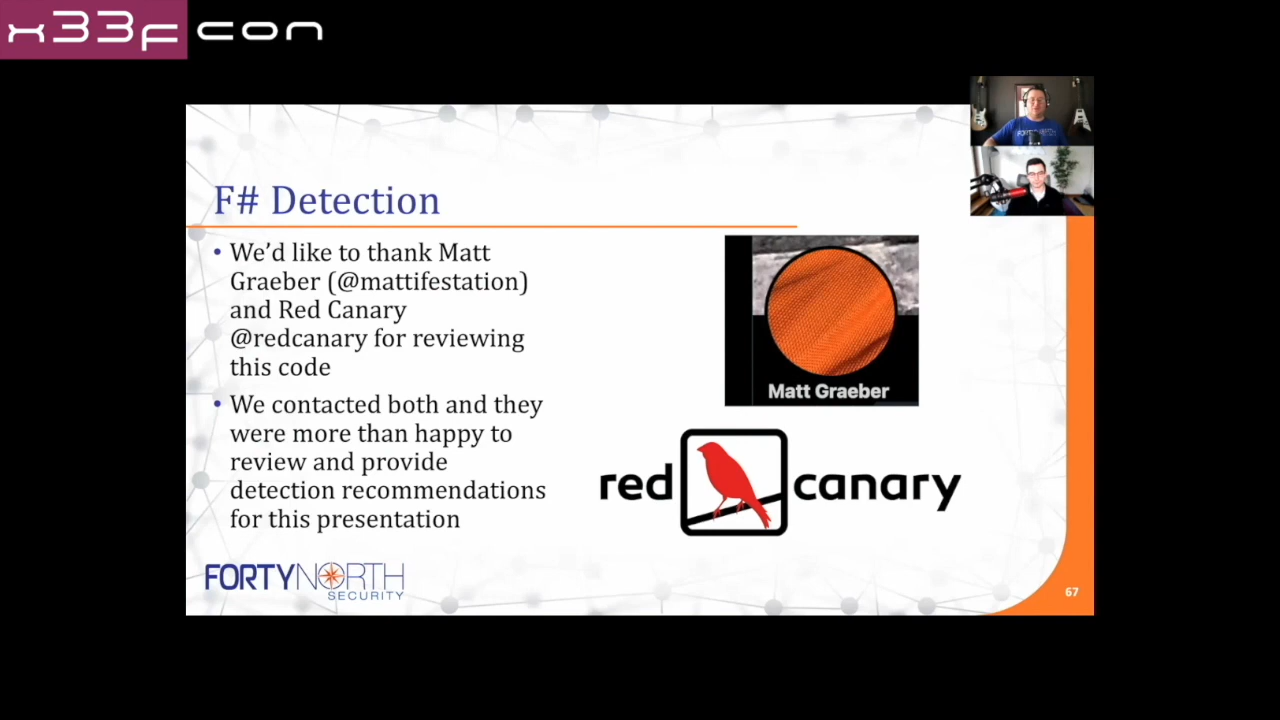 x33fcon
F# Detection
• We’d like to thank Matt
Graeber (@mattifestation)
and Red Canary
@redcanary for reviewing
this code
• We contacted both and they
were more than happy to
review and provide
detection recommendations
for this presentation
Matt Graeber
red canary
FORTYNORTH
SECURITY
67